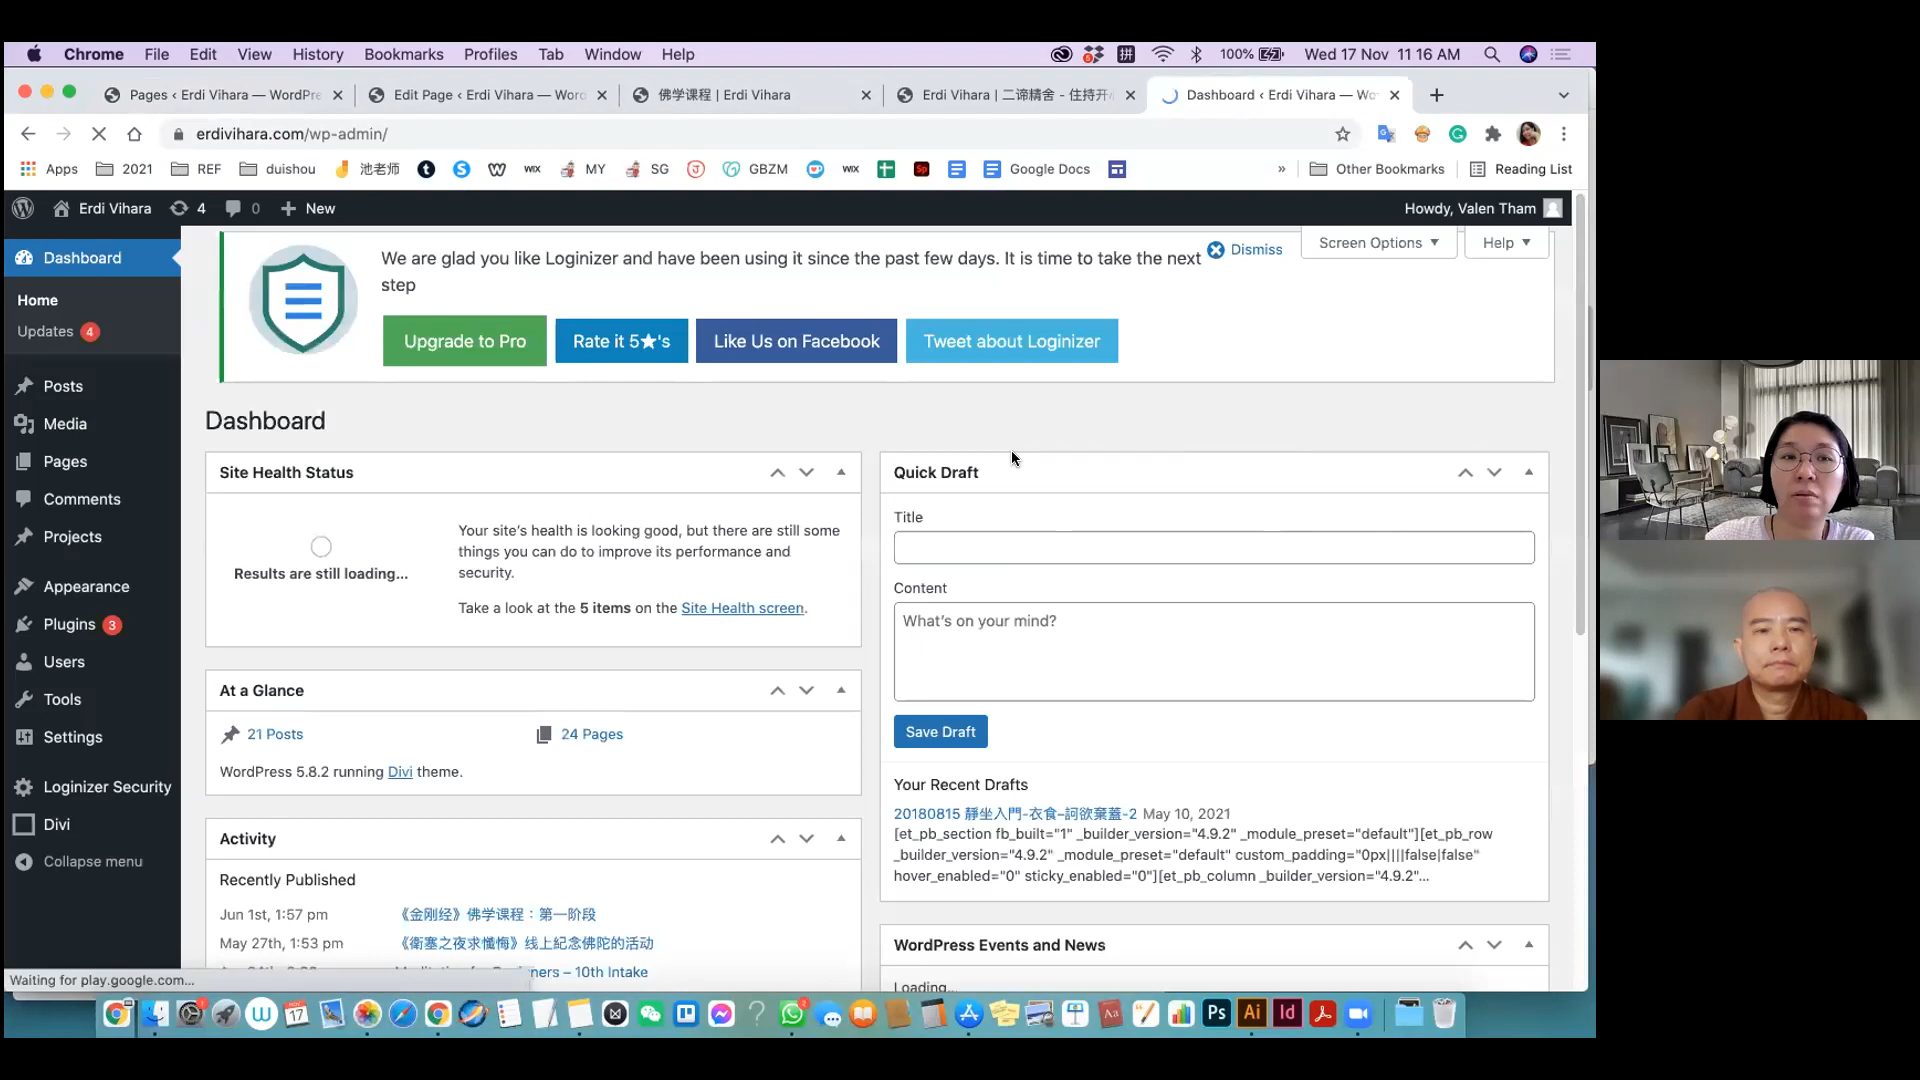 Chrome File Edit View History Bookmarks Profiles Tab Window Help
100% Wed 17 Nov 11 16 AM
Pages ‹ Erdi Vihara — WordPre
Edit Page ‹ Erdi Vihara — Word
佛学课程 | Erdi Vihara
Erdi Vihara | 二谛精舍 - 住持开
Dashboard ‹ Erdi Vihara — Wo
erdivihara.com/wp-admin/
Apps 2021 REF duishou 池老师 WIX MY SG GBZM WIX Sp Google Docs » Other Bookmarks Reading List
Erdi Vihara 4 0 New
Howdy, Valen Tham
Dashboard
Home
Updates 4
Posts
Media
Pages
Comments
Projects
Appearance
Plugins 3
Users
Tools
Settings
Loginizer Security
Divi
Collapse menu
Screen Options
Help
We are glad you like Loginizer and have been using it since the past few days. It is time to take the next
step
Dismiss
Upgrade to Pro
Rate it 5★'s
Like Us on Facebook
Tweet about Loginizer
Dashboard
Site Health Status
Results are still loading...
Your site's health is looking good, but there are still some
things you can do to improve its performance and
security.
Take a look at the 5 items on the Site Health screen.
At a Glance
21 Posts
24 Pages
WordPress 5.8.2 running Divi theme.
Activity
Recently Published
Jun 1st, 1:57 pm 《金刚经》佛学课程：第一阶段
May 27th, 1:53 pm 《衛塞之夜求懺悔》线上紀念佛陀的活动
ners – 10th Intake
Quick Draft
Title
Content
What's on your mind?
Save Draft
Your Recent Drafts
20180815 靜坐入門-衣食–訶欲棄蓋-2 May 10, 2021
[et_pb_section fb_built="1" _builder_version="4.9.2" _module_preset="default"][et_pb_row
_builder_version="4.9.2" _module_preset="default" custom_padding="0px||||false|false"
hover_enabled="0" sticky_enabled="0"][et_pb_column _builder_version="4.9.2"...
WordPress Events and News
Loading...
Waiting for play.google.com...
NOV
17
Ps Ai Id